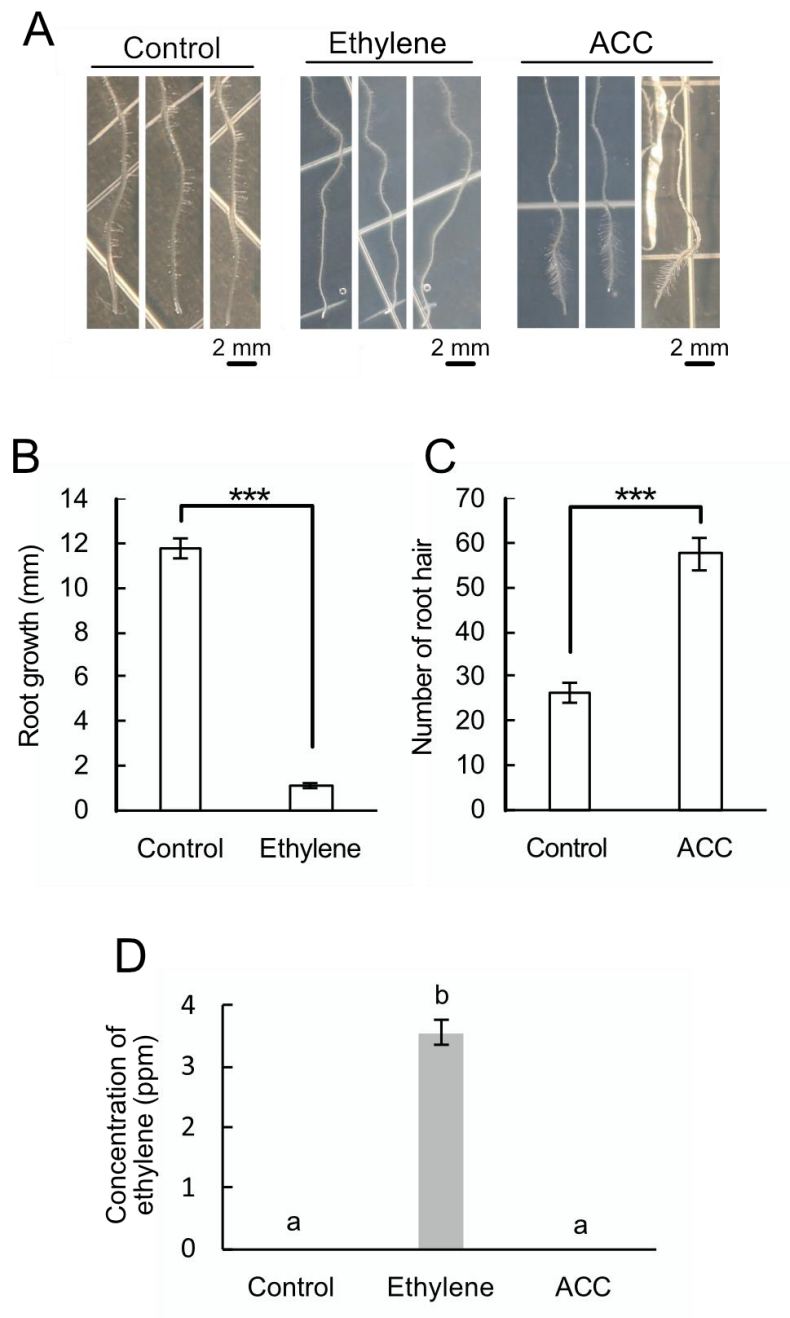 A
Control Ethylene ACC
2 mm 2 mm 2 mm
B
14
12
10
8
6
4
2
0
Root growth (mm)
***
Control Ethylene
C
70
60
50
40
30
20
10
0
Number of root hair
***
Control ACC
D
4
3
2
1
0
Concentration of
ethylene (ppm)
a
b
a
Control Ethylene ACC